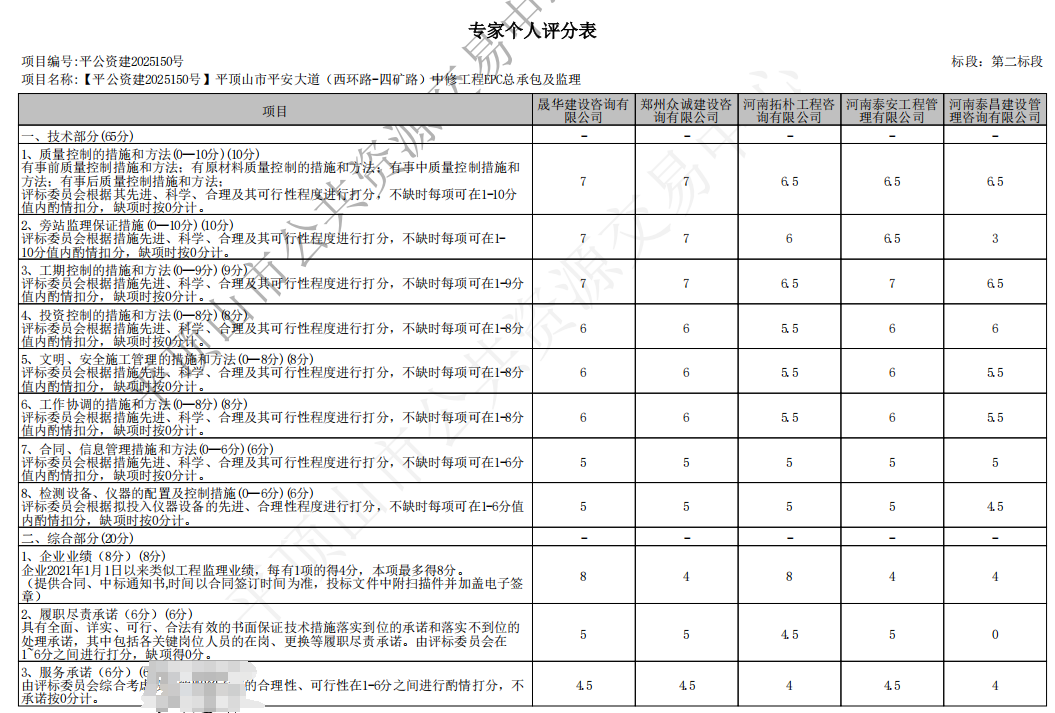 专家个人评分表
项目编号:平公资建2025150号 标段：第二标段
项目名称:【平公资建2025150号】平顶山市平安大道（西环路-四矿路）中修工程EPC总承包及监理
项目 晟华建设咨询有限公司 郑州众诚建设咨询有限公司 河南拓朴工程咨询有限公司 河南泰安工程管理有限公司 河南泰昌建设管理咨询有限公司
一、技术部分(65分) - - - - -
1、质量控制的措施和方法(0—10分)(10分)
有事前质量控制措施和方法；有原材料质量控制的措施和方法；有事中质量控制措施和
方法；有事后质量控制措施和方法；
评标委员会根据其先进、科学、合理及其可行性程度进行打分，不缺时每项可在1-10分
值内酌情扣分，缺项时按0分计。
7 7 6.5 6.5 6.5
2、旁站监理保证措施(0—10分)(10分)
评标委员会根据措施先进、科学、合理及其可行性程度进行打分，不缺时每项可在1-
10分值内酌情扣分，缺项时按0分计。
7 7 6 6.5 3
3、工期控制的措施和方法(0—9分)(9分)
评标委员会根据措施先进、科学、合理及其可行性程度进行打分，不缺时每项可在1-9分
值内酌情扣分，缺项时按0分计。
7 7 6.5 7 6.5
4、投资控制的措施和方法(0—8分)(8分)
评标委员会根据措施先进、科学、合理及其可行性程度进行打分，不缺时每项可在1-8分
值内酌情扣分，缺项时按0分计。
6 6 5.5 6 6
5、文明、安全施工管理的措施和方法(0—8分)(8分)
评标委员会根据措施先进、科学、合理及其可行性程度进行打分，不缺时每项可在1-8分
值内酌情扣分，缺项时按0分计。
6 6 5.5 6 5.5
6、工作协调的措施和方法(0—8分)(8分)
评标委员会根据措施先进、科学、合理及其可行性程度进行打分，不缺时每项可在1-8分
值内酌情扣分，缺项时按0分计。
6 6 5.5 6 5.5
7、合同、信息管理措施和方法(0—6分)(6分)
评标委员会根据措施先进、科学、合理及其可行性程度进行打分，不缺时每项可在1-6分
值内酌情扣分，缺项时按0分计。
5 5 5 5 5
8、检测设备、仪器的配置及控制措施(0—6分)(6分)
评标委员会根据拟投入仪器设备的先进、合理性程度进行打分，不缺时每项可在1-6分值
内酌情扣分，缺项时按0分计。
5 5 5 5 4.5
二、综合部分(20分) - - - - -
1、企业业绩（8分）(8分)
企业2021年1月1日以来类似工程监理业绩，每有1项的得4分，本项最多得8分。
（提供合同、中标通知书,时间以合同签订时间为准，投标文件中附扫描件并加盖电子签
章）
8 4 8 4 4
2、履职尽责承诺（6分）(6分)
具有全面、详实、可行、合法有效的书面保证技术措施落实到位的承诺和落实不到位的
处理承诺，其中包括各关键岗位人员的在岗、更换等履职尽责承诺。由评标委员会在
1~6分之间进行打分，缺项得0分。
5 5 4.5 5 0
3、服务承诺（6分）(6
由评标委员会综合考虑 的合理性、可行性在1-6分之间进行酌情打分，不
承诺按0分计。
4.5 4.5 4 4.5 4
平顶山市公共资源交易中
平顶山市公共资源交易中心